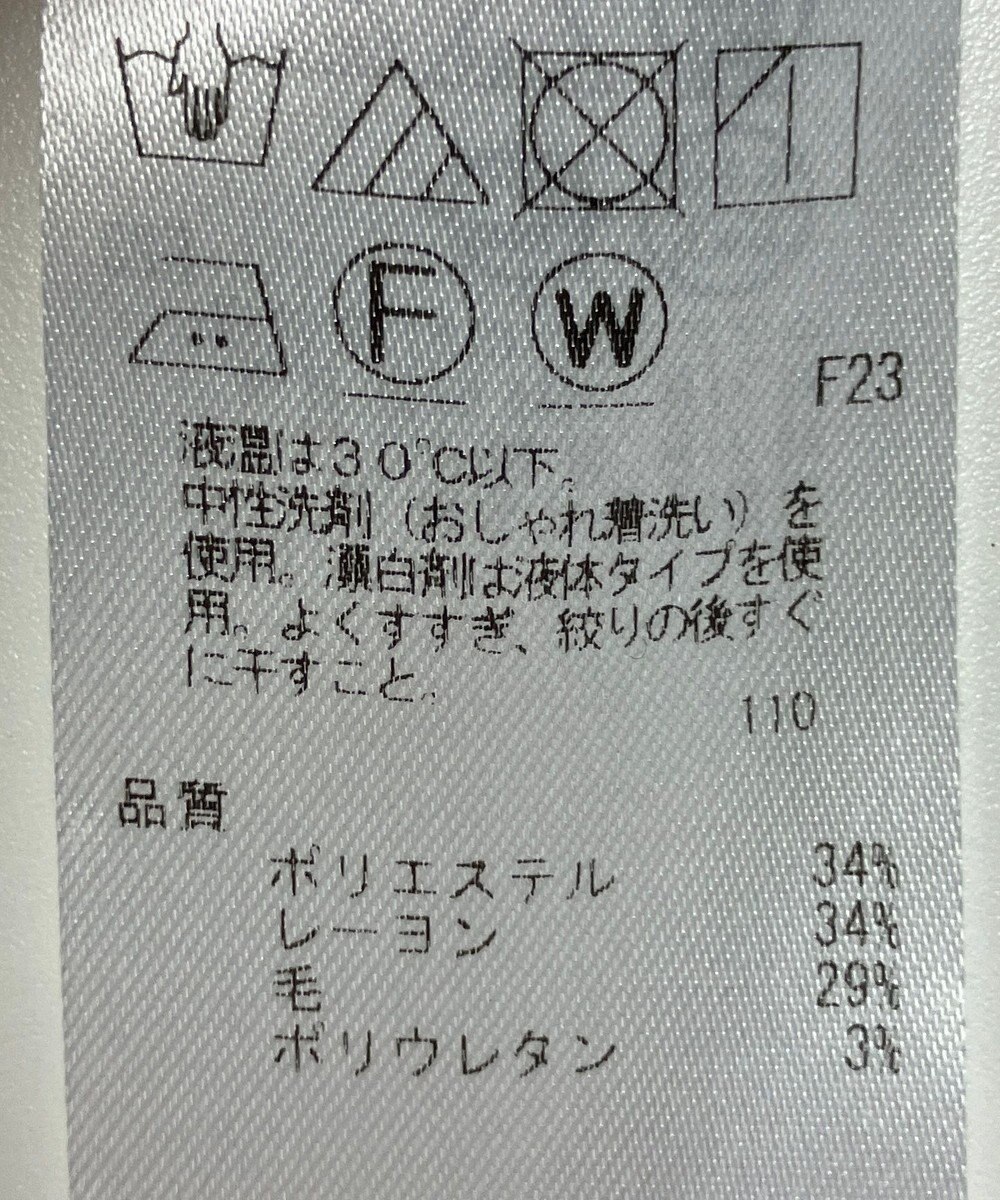 F
W
F23
液温は30℃以下。
中性洗剤(おしゃれ着洗い)を
使用。漂白剤は液体タイプを使
用。よくすすぎ、絞りの後すぐ
に干すこと。
110
品質
ポリエステル 34%
レーヨン 34%
毛 29%
ポリウレタン 3%